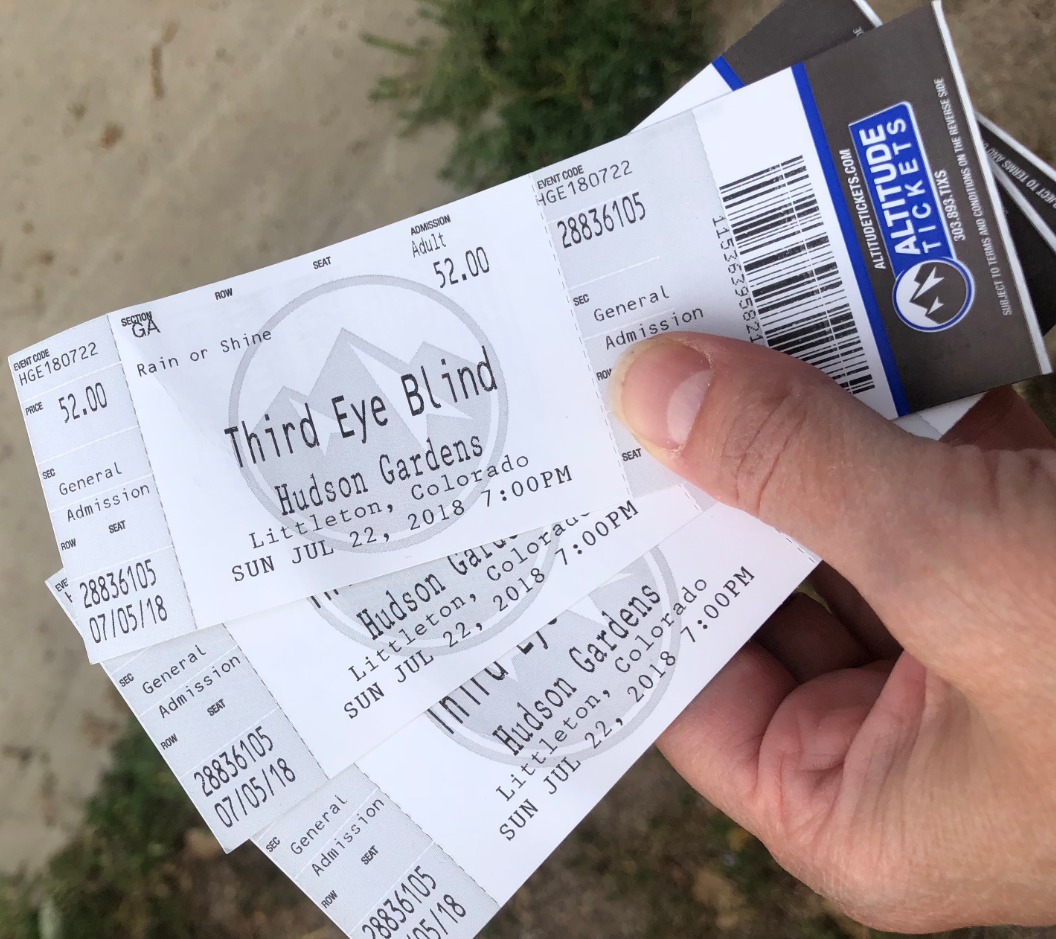 EVENT CODE
HGE180722
PRICE 52.00
SEC
General
Admission
ROW SEAT
28836105
07/05/18
SECTION ROW SEAT ADMISSION
GA Adult
52.00
Rain or Shine
Third Eye Blind
Hudson Gardens
Littleton, Colorado
SUN JUL 22, 2018 7:00PM
EVENT CODE
HGE180722
28836105
SEC
General
Admission
ROW
SEAT
ALTITUDETICKETS.COM
ALTITUDE
TICKETS
303.893.TIXS
SUBJECT TO TERMS AND CONDITIONS ON THE REVERSE SIDE
SEC
General
Admission
ROW SEAT
28836105
07/05/18
Hudson
Littleton, Colorado
SUN JUL 22, 2018 7:00PM
SEC
General
Admission
ROW SEAT
28836105
Third
Hudson Gardens
Littleton, Colorado
SUN JUL 22, 2018 7:00PM
TO TERMS AND